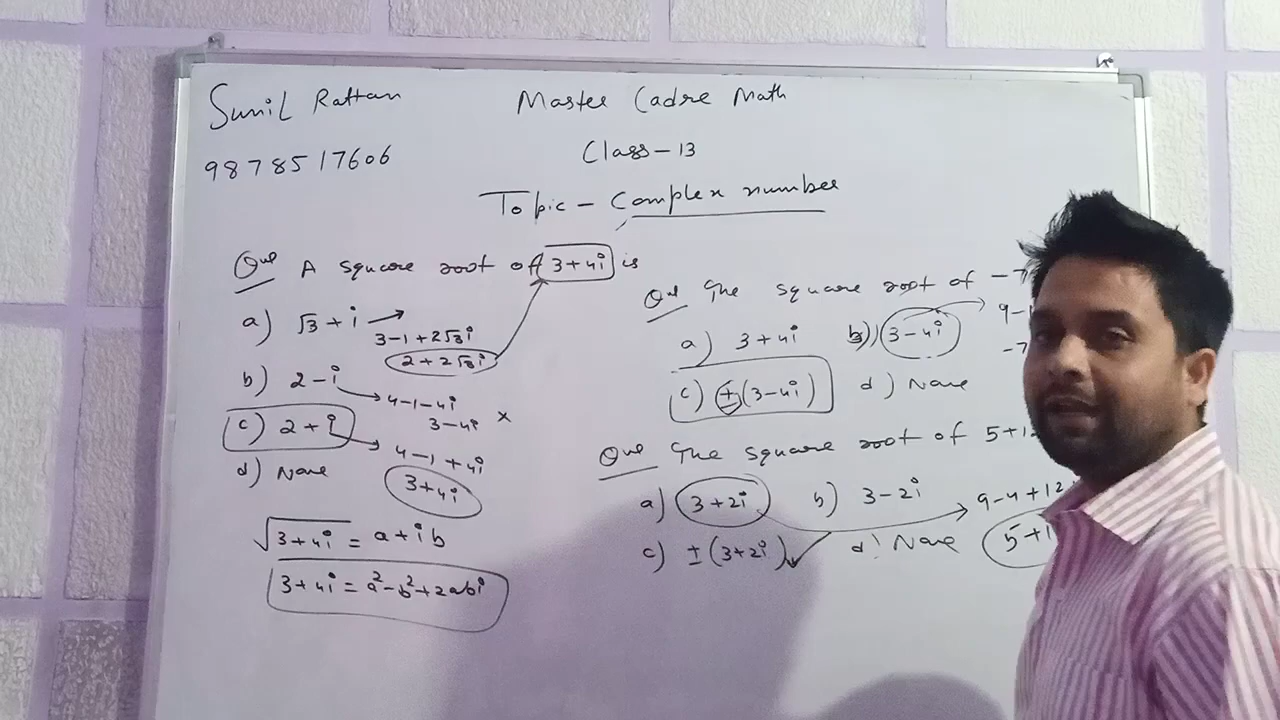 Sunil Rattan
9878517606
Master Cadre Math
Class-13
Topic - Complex number
Que A square root of 3+4i is
a) √3 + i
3-1+2√3i
2+2√3i
b) 2-i
4-1-4i
3-4i ×
c) 2+i
4-1+4i
3+4i
d) None
√3+4i = a+ib
3+4i = a²-b²+2abi
Que The square root of -7
a) 3+4i b) 3-4i
9-1
-7
c) ±(3-4i) d) None
Que The square root of 5+1
a) 3+2i b) 3-2i
9-4+12
c) ±(3+2i) ✓ d) None
5+1